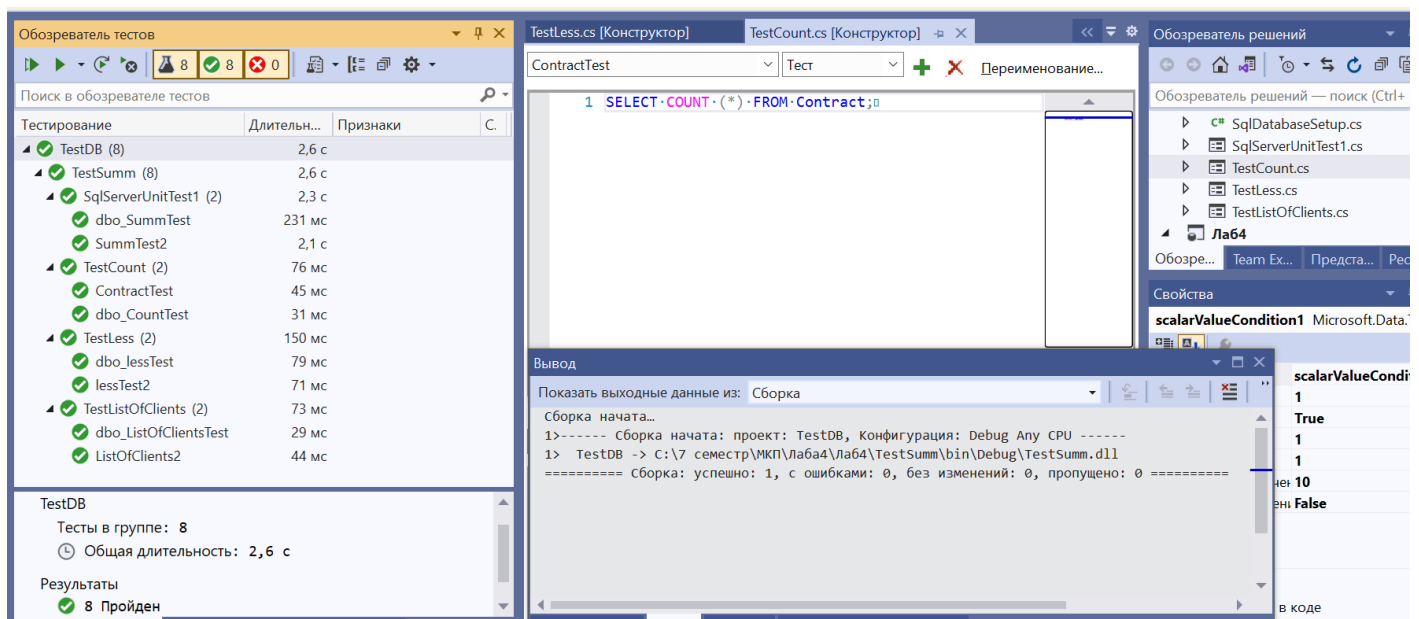 Обозреватель тестов
8 8 0
Поиск в обозревателе тестов
Тестирование Длительн... Признаки С.
TestDB (8) 2,6 с
TestSumm (8) 2,6 с
SqlServerUnitTest1 (2) 2,3 с
dbo_SummTest 231 мс
SummTest2 2,1 с
TestCount (2) 76 мс
ContractTest 45 мс
dbo_CountTest 31 мс
TestLess (2) 150 мс
dbo_lessTest 79 мс
lessTest2 71 мс
TestListOfClients (2) 73 мс
dbo_ListOfClientsTest 29 мс
ListOfClients2 44 мс
TestDB
Тесты в группе: 8
Общая длительность: 2,6 с
Результаты
8 Пройден
TestLess.cs [Конструктор] TestCount.cs [Конструктор]
ContractTest Тест Переименование...
1 SELECT·COUNT·(*)·FROM·Contract;
Вывод
Показать выходные данные из: Сборка
Сборка начата…
1>------ Сборка начата: проект: TestDB, Конфигурация: Debug Any CPU ------
1> TestDB -> C:\7 семестр\МКП\Лаба4\Лаб4\TestSumm\bin\Debug\TestSumm.dll
========== Сборка: успешно: 1, с ошибками: 0, без изменений: 0, пропущено: 0 ==========
Обозреватель решений
Обозреватель решений — поиск (Ctrl+
C# SqlDatabaseSetup.cs
SqlServerUnitTest1.cs
TestCount.cs
TestLess.cs
TestListOfClients.cs
Лаб4
Обозре... Team Ex... Предста... Рес
Свойства
scalarValueCondition1 Microsoft.Data.
scalarValueCondi
1
True
1
1
10
False
в коде